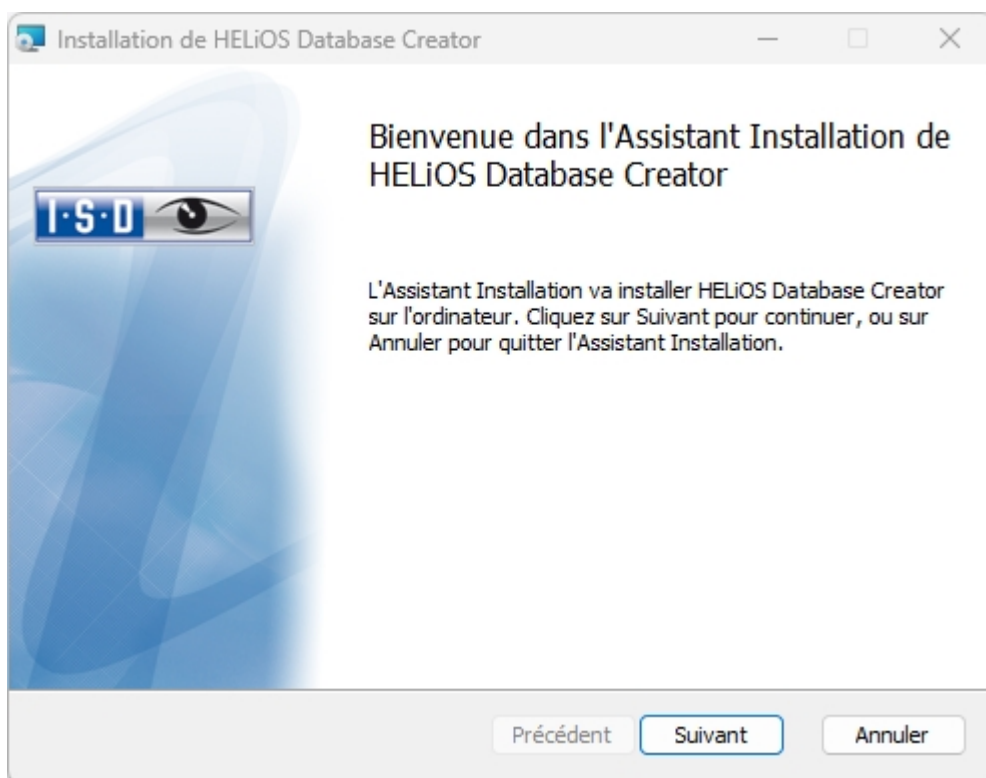 Installation de HELiOS Database Creator
Bienvenue dans l'Assistant Installation de
HELiOS Database Creator
I·S·D
L'Assistant Installation va installer HELiOS Database Creator
sur l'ordinateur. Cliquez sur Suivant pour continuer, ou sur
Annuler pour quitter l'Assistant Installation.
Précédent
Suivant
Annuler